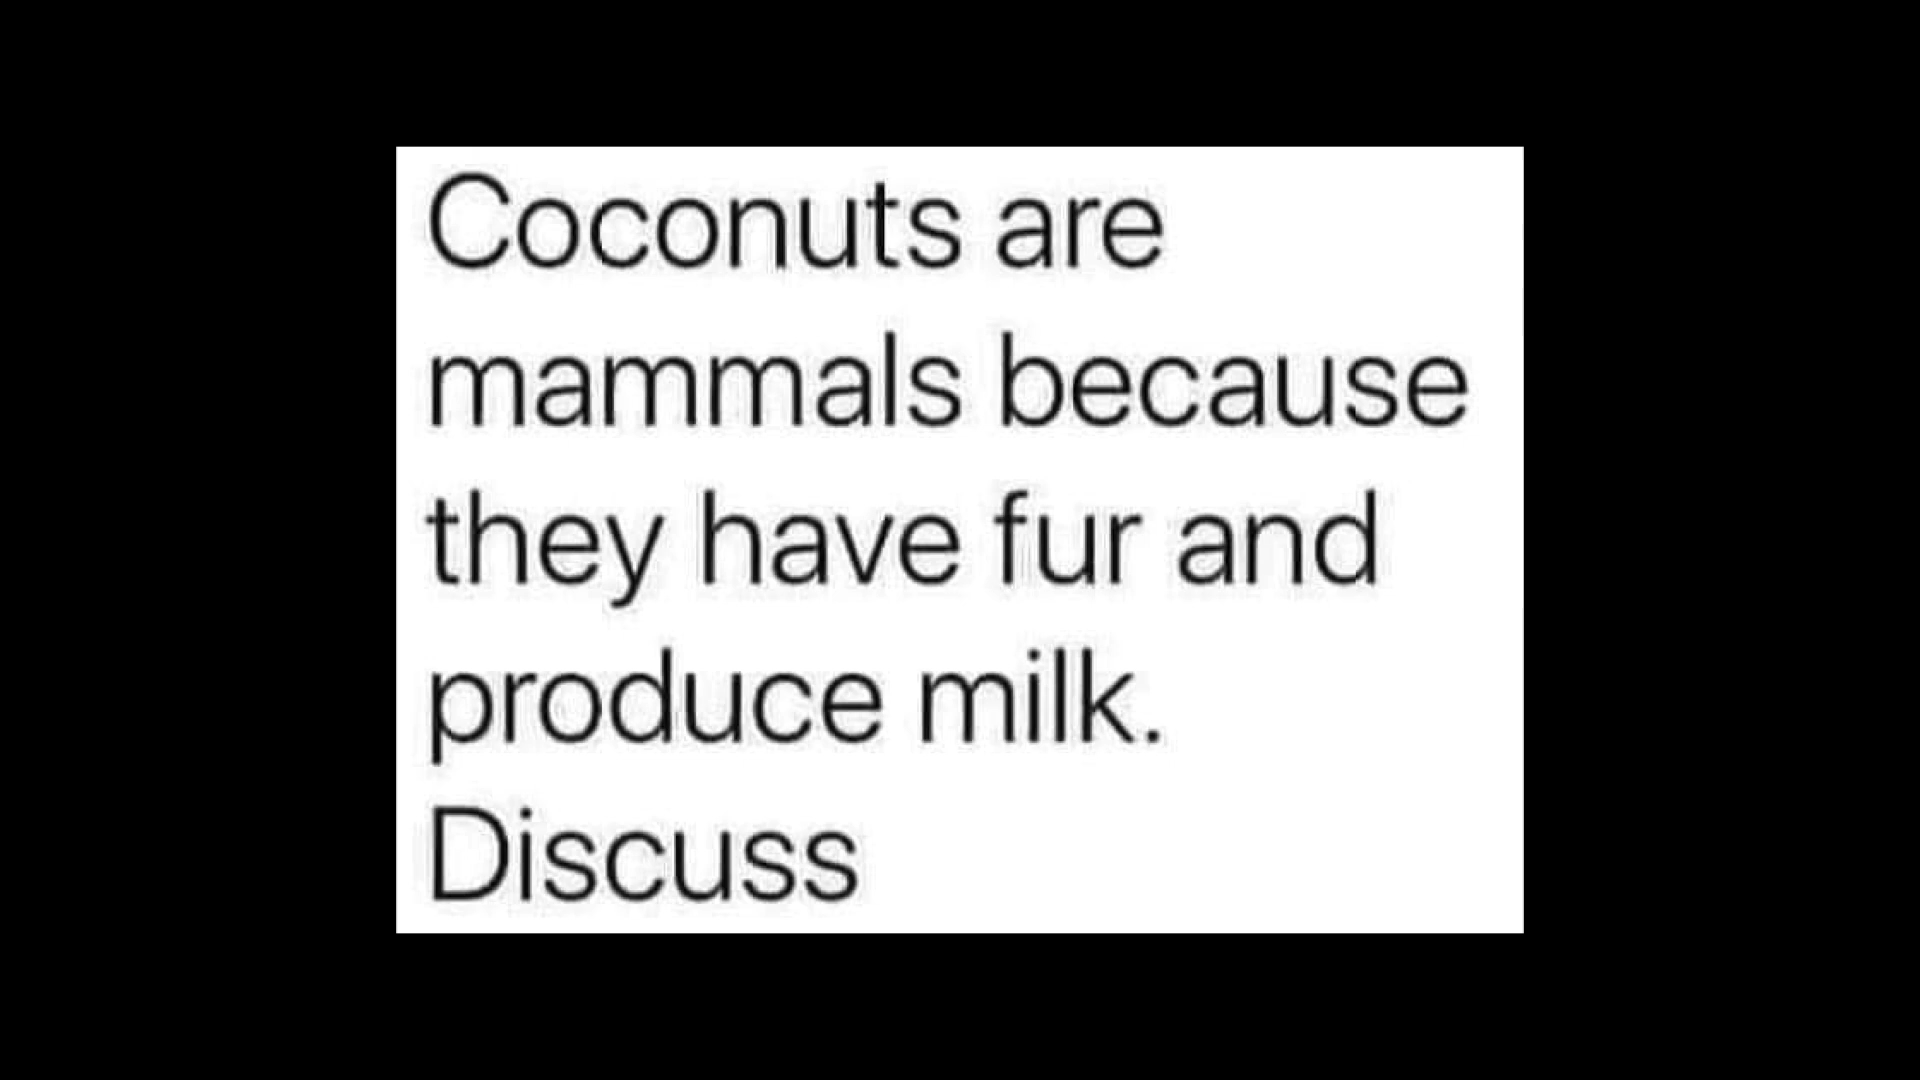 Coconuts are
mammals because
they have fur and
produce milk.
Discuss